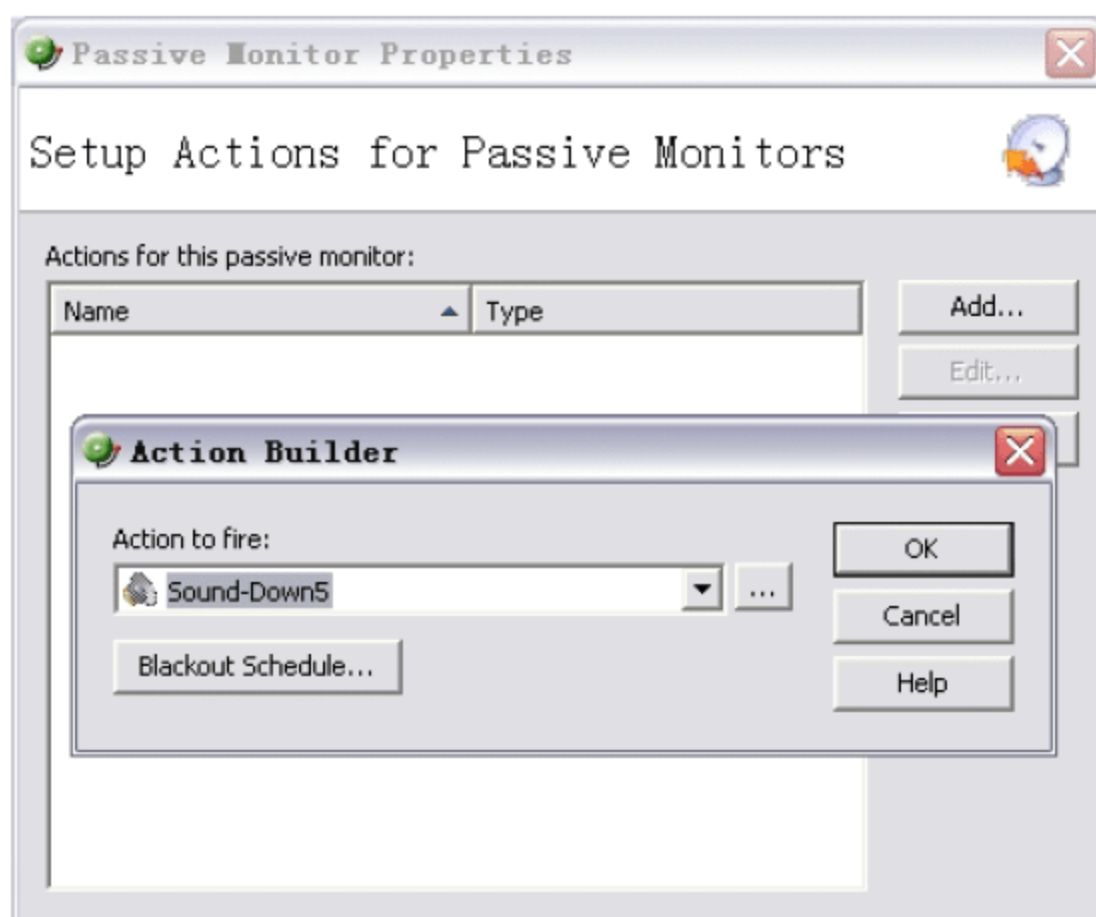 Passive Monitor Properties
Setup Actions for Passive Monitors
Actions for this passive monitor:
Name Type
Add...
Edit...
Action Builder
Action to fire:
Sound-Down5 ...
Blackout Schedule...
OK
Cancel
Help